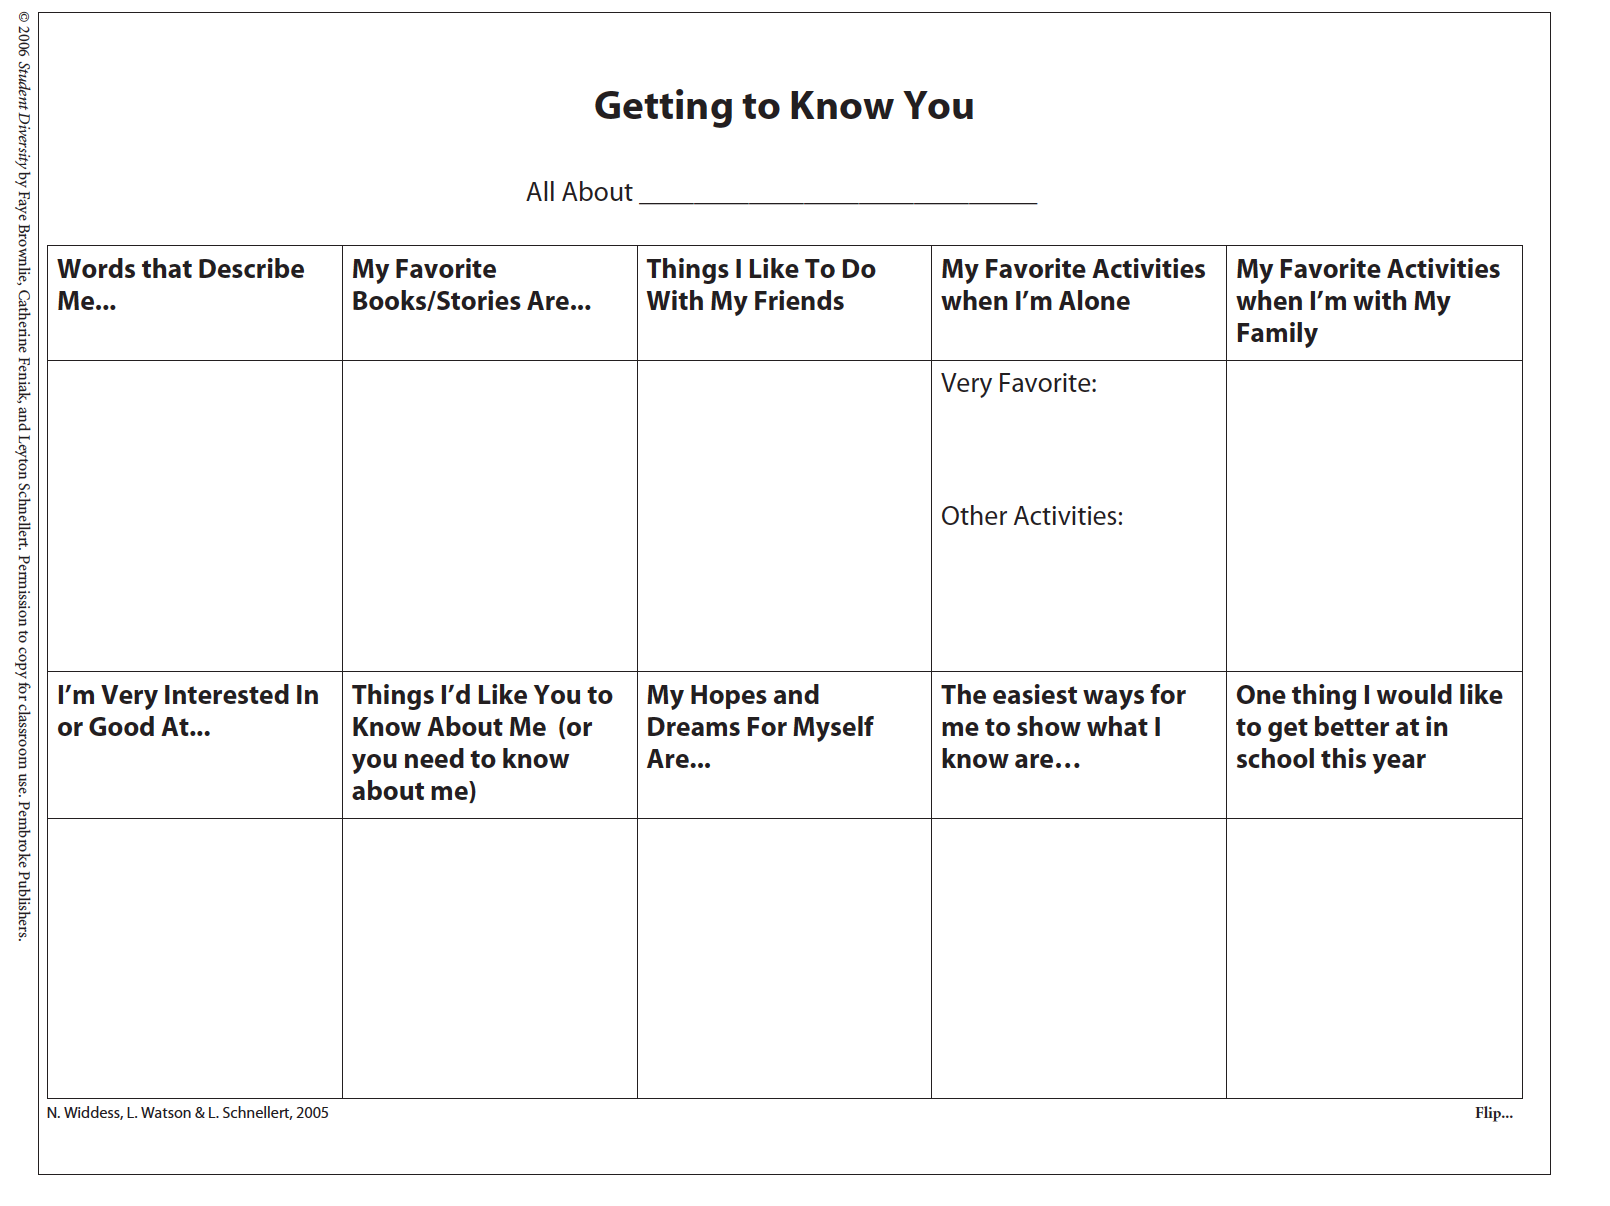 © 2006 Student Diversity by Faye Brownlie, Catherine Feniak, and Leyton Schnellert. Permission to copy for classroom use. Pembroke Publishers.
Getting to Know You
All About ______________________________
Words that Describe
Me...
My Favorite
Books/Stories Are...
Things I Like To Do
With My Friends
My Favorite Activities
when I’m Alone
My Favorite Activities
when I’m with My
Family
Very Favorite:
Other Activities:
I’m Very Interested In
or Good At...
Things I’d Like You to
Know About Me (or
you need to know
about me)
My Hopes and
Dreams For Myself
Are...
The easiest ways for
me to show what I
know are…
One thing I would like
to get better at in
school this year
N. Widdess, L. Watson & L. Schnellert, 2005
Flip...